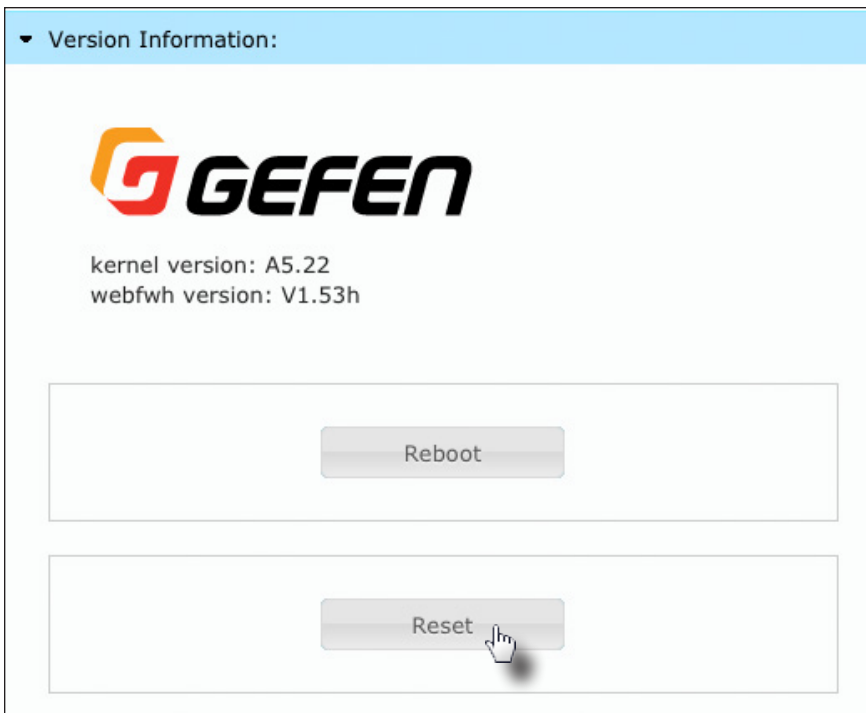 Version Information:
GEFEN
kernel version: A5.22
webfwh version: V1.53h
Reboot
Reset